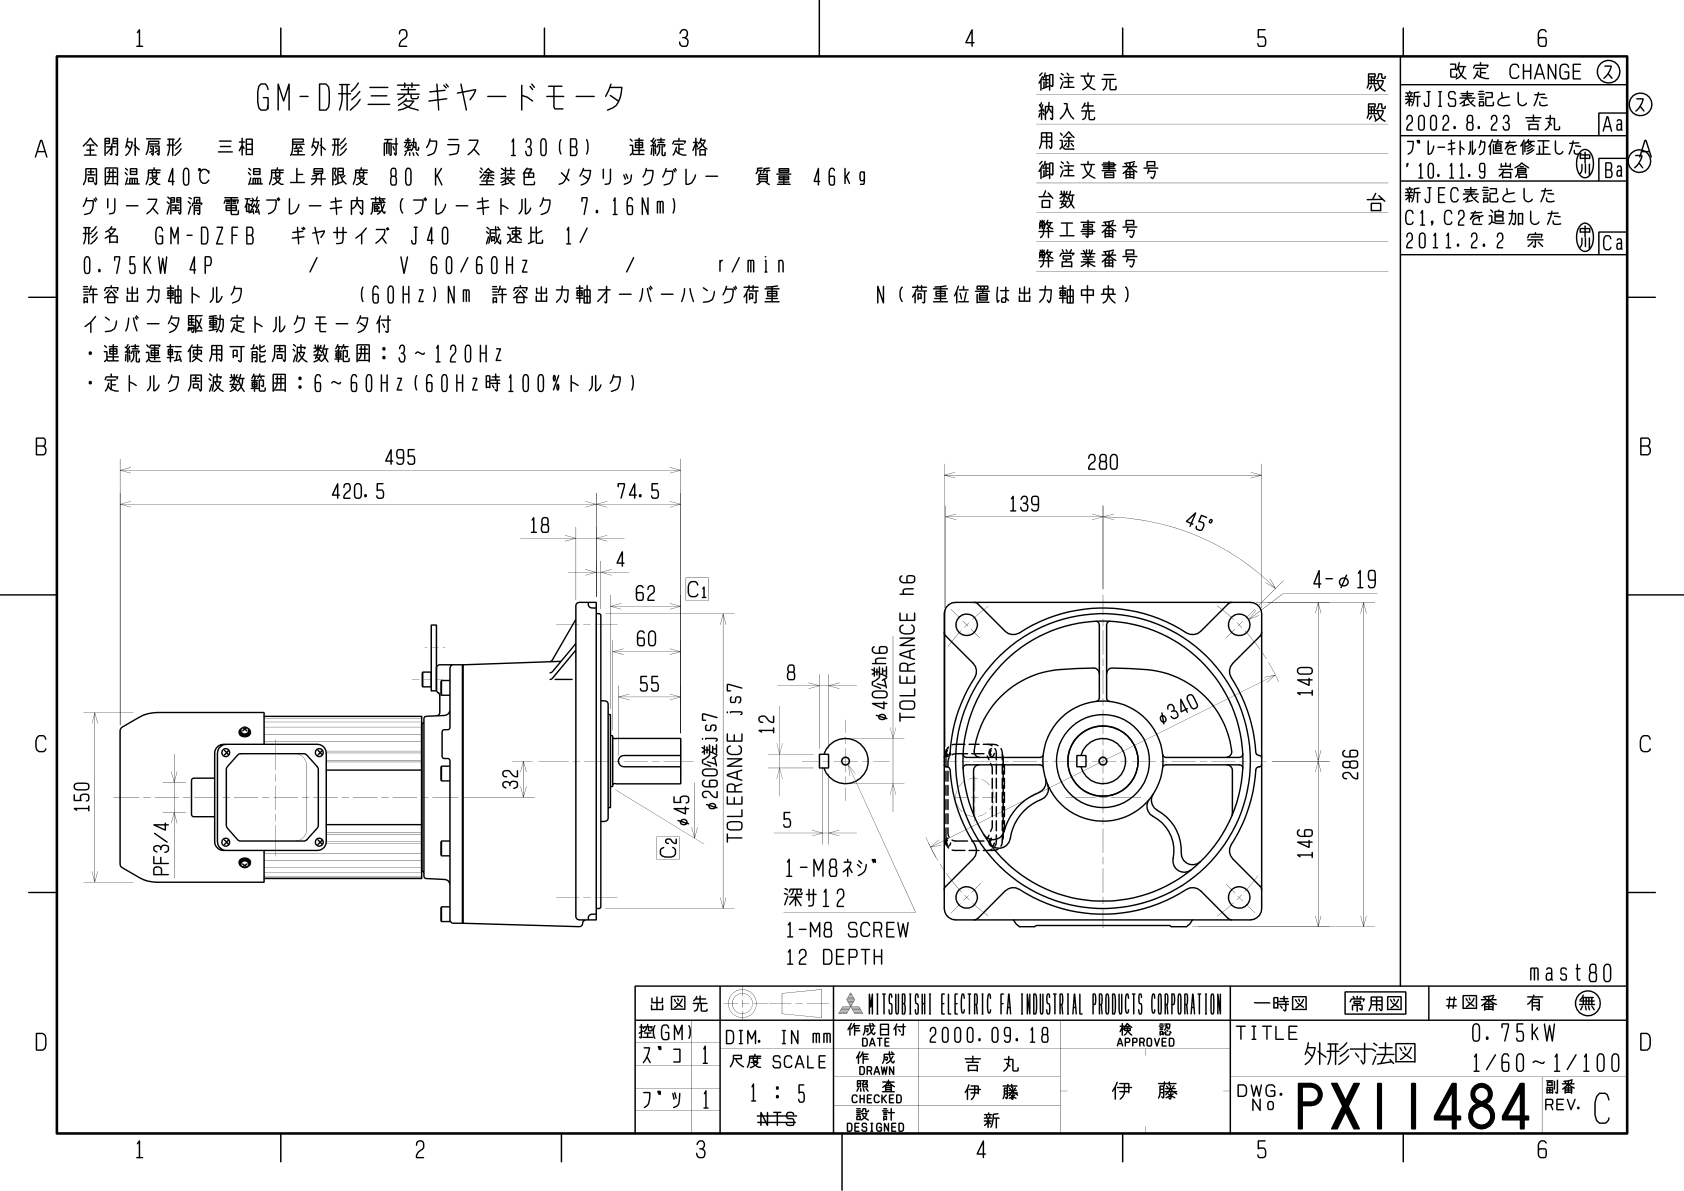 1 2 3 4 5 6
GM-D形三菱ギヤードモータ
全閉外扇形 三相 屋外形 耐熱クラス 130(B) 連続定格
周囲温度40℃ 温度上昇限度 80 K 塗装色 メタリックグレー 質量 46kg
グリース潤滑 電磁ブレーキ内蔵(ブレーキトルク 7.16Nm)
形名 GM-DZFB ギヤサイズ J40 減速比 1/
0.75KW 4P / V 60/60Hz / r/min
許容出力軸トルク (60Hz)Nm 許容出力軸オーバーハング荷重 N(荷重位置は出力軸中央)
インバータ駆動定トルクモータ付
・連続運転使用可能周波数範囲:3~120Hz
・定トルク周波数範囲:6~60Hz(60Hz時100%トルク)
御注文元 殿
納入先 殿
用途
御注文書番号
台数 台
弊工事番号
弊営業番号
改定 CHANGE ス
新JIS表記とした ス
2002.8.23 吉丸 Aa
ブレーキトルク値を修正した
'10.11.9 岩倉 中川 Ba ス
新JEC表記とした
C1,C2を追加した
2011.2.2 宗 中川 Ca
A
B
C
D
A
B
C
D
495
420.5 74.5
18
4
62 C1
60
55
32
150
PF3/4
φ45
C2
φ260公差js7
TOLERANCE js7
8
12
5
φ40公差h6
TOLERANCE h6
1-M8ネジ
深サ12
1-M8 SCREW
12 DEPTH
280
139
45°
4-φ19
φ340
140
146
286
mast80
出図先
控(GM)
ズコ 1
ブツ 1
DIM. IN mm
尺度 SCALE
1 : 5
NTS
MITSUBISHI ELECTRIC FA INDUSTRIAL PRODUCTS CORPORATION
作成日付 DATE 2000.09.18
作成 DRAWN 吉丸
照査 CHECKED 伊藤
設計 DESIGNED 新
検認 APPROVED
伊藤
一時図 常用図 #図番 有 無
TITLE
外形寸法図
0.75kW
1/60~1/100
DWG. No PX11484
副番 REV. C
1 2 3 4 5 6